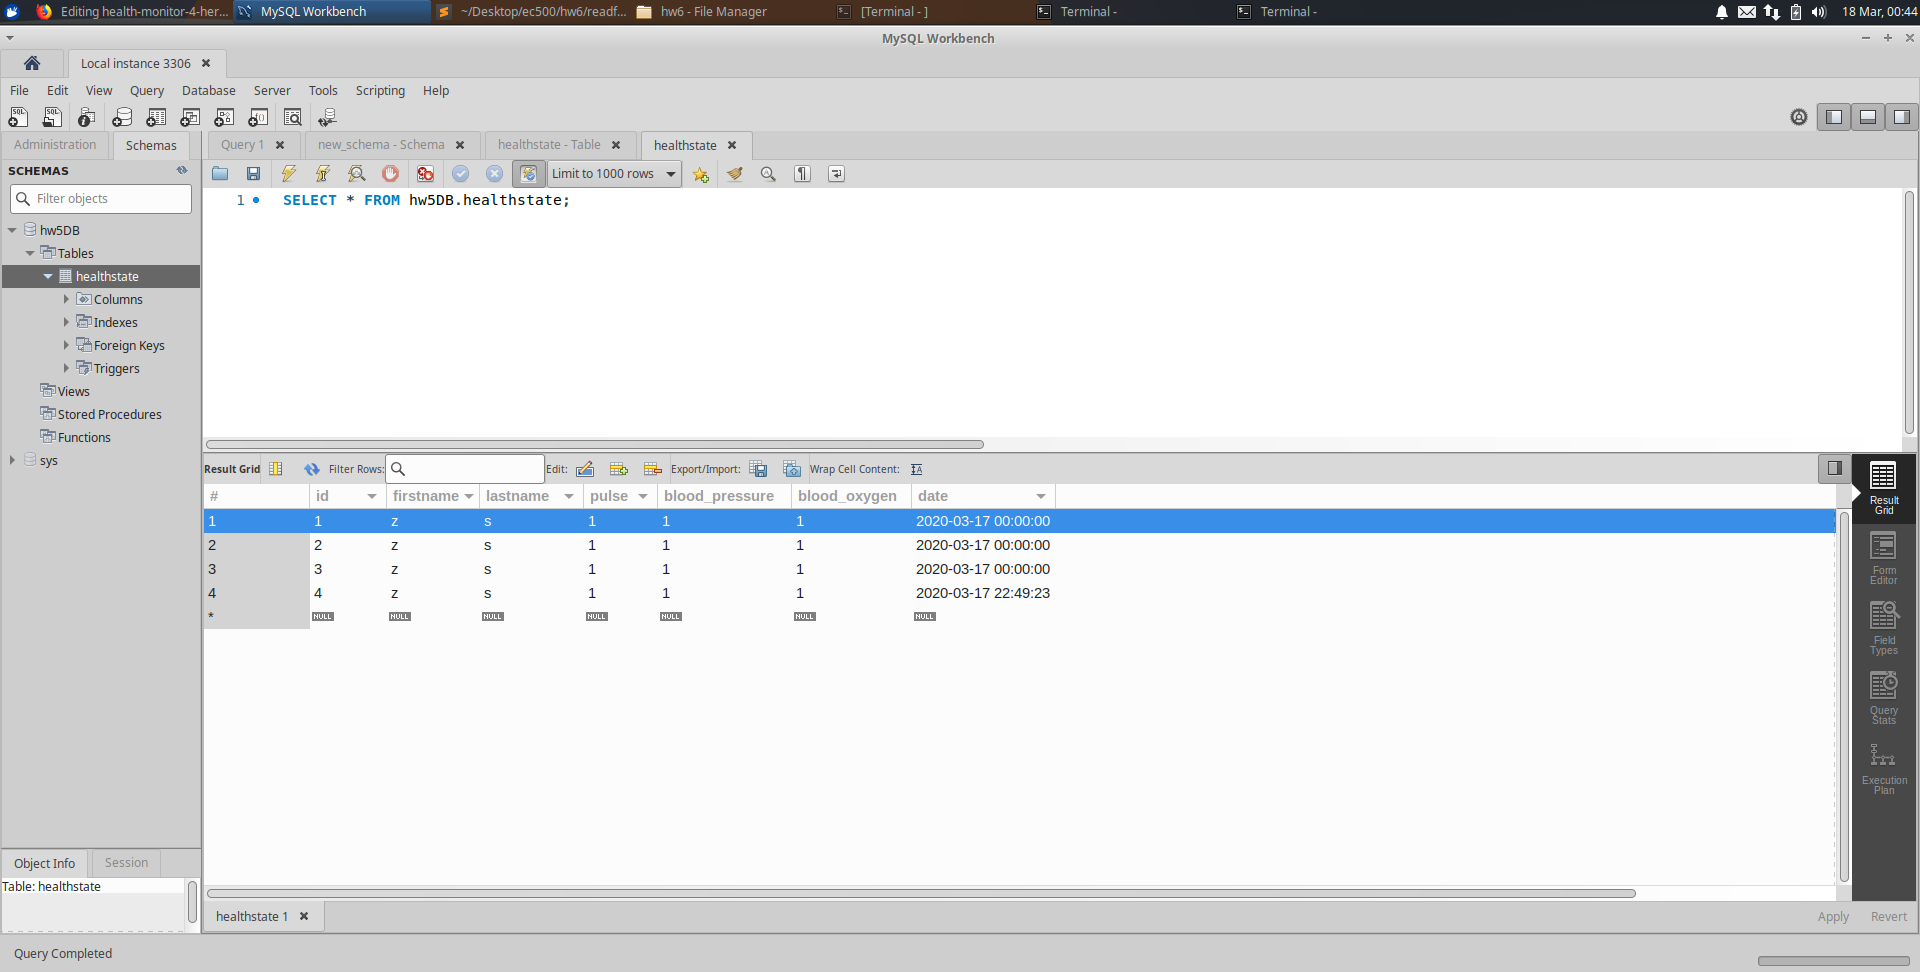 Editing health-monitor-4-her... MySQL Workbench ~/Desktop/ec500/hw6/readf... hw6 - File Manager [Terminal - ] Terminal - Terminal - 18 Mar, 00:44
MySQL Workbench
Local instance 3306
File Edit View Query Database Server Tools Scripting Help
Administration Schemas Query 1 new_schema - Schema healthstate - Table healthstate
SCHEMAS
Limit to 1000 rows
Filter objects
1 SELECT * FROM hw5DB.healthstate;
hw5DB
Tables
healthstate
Columns
Indexes
Foreign Keys
Triggers
Views
Stored Procedures
Functions
sys
Result Grid Filter Rows: Edit: Export/Import: Wrap Cell Content:
# id firstname lastname pulse blood_pressure blood_oxygen date
1 1 z s 1 1 1 2020-03-17 00:00:00
2 2 z s 1 1 1 2020-03-17 00:00:00
3 3 z s 1 1 1 2020-03-17 00:00:00
4 4 z s 1 1 1 2020-03-17 22:49:23
* NULL NULL NULL NULL NULL NULL NULL
Result
Grid
Form
Editor
Field
Types
Query
Stats
Execution
Plan
Object Info Session
Table: healthstate
healthstate 1 Apply Revert
Query Completed